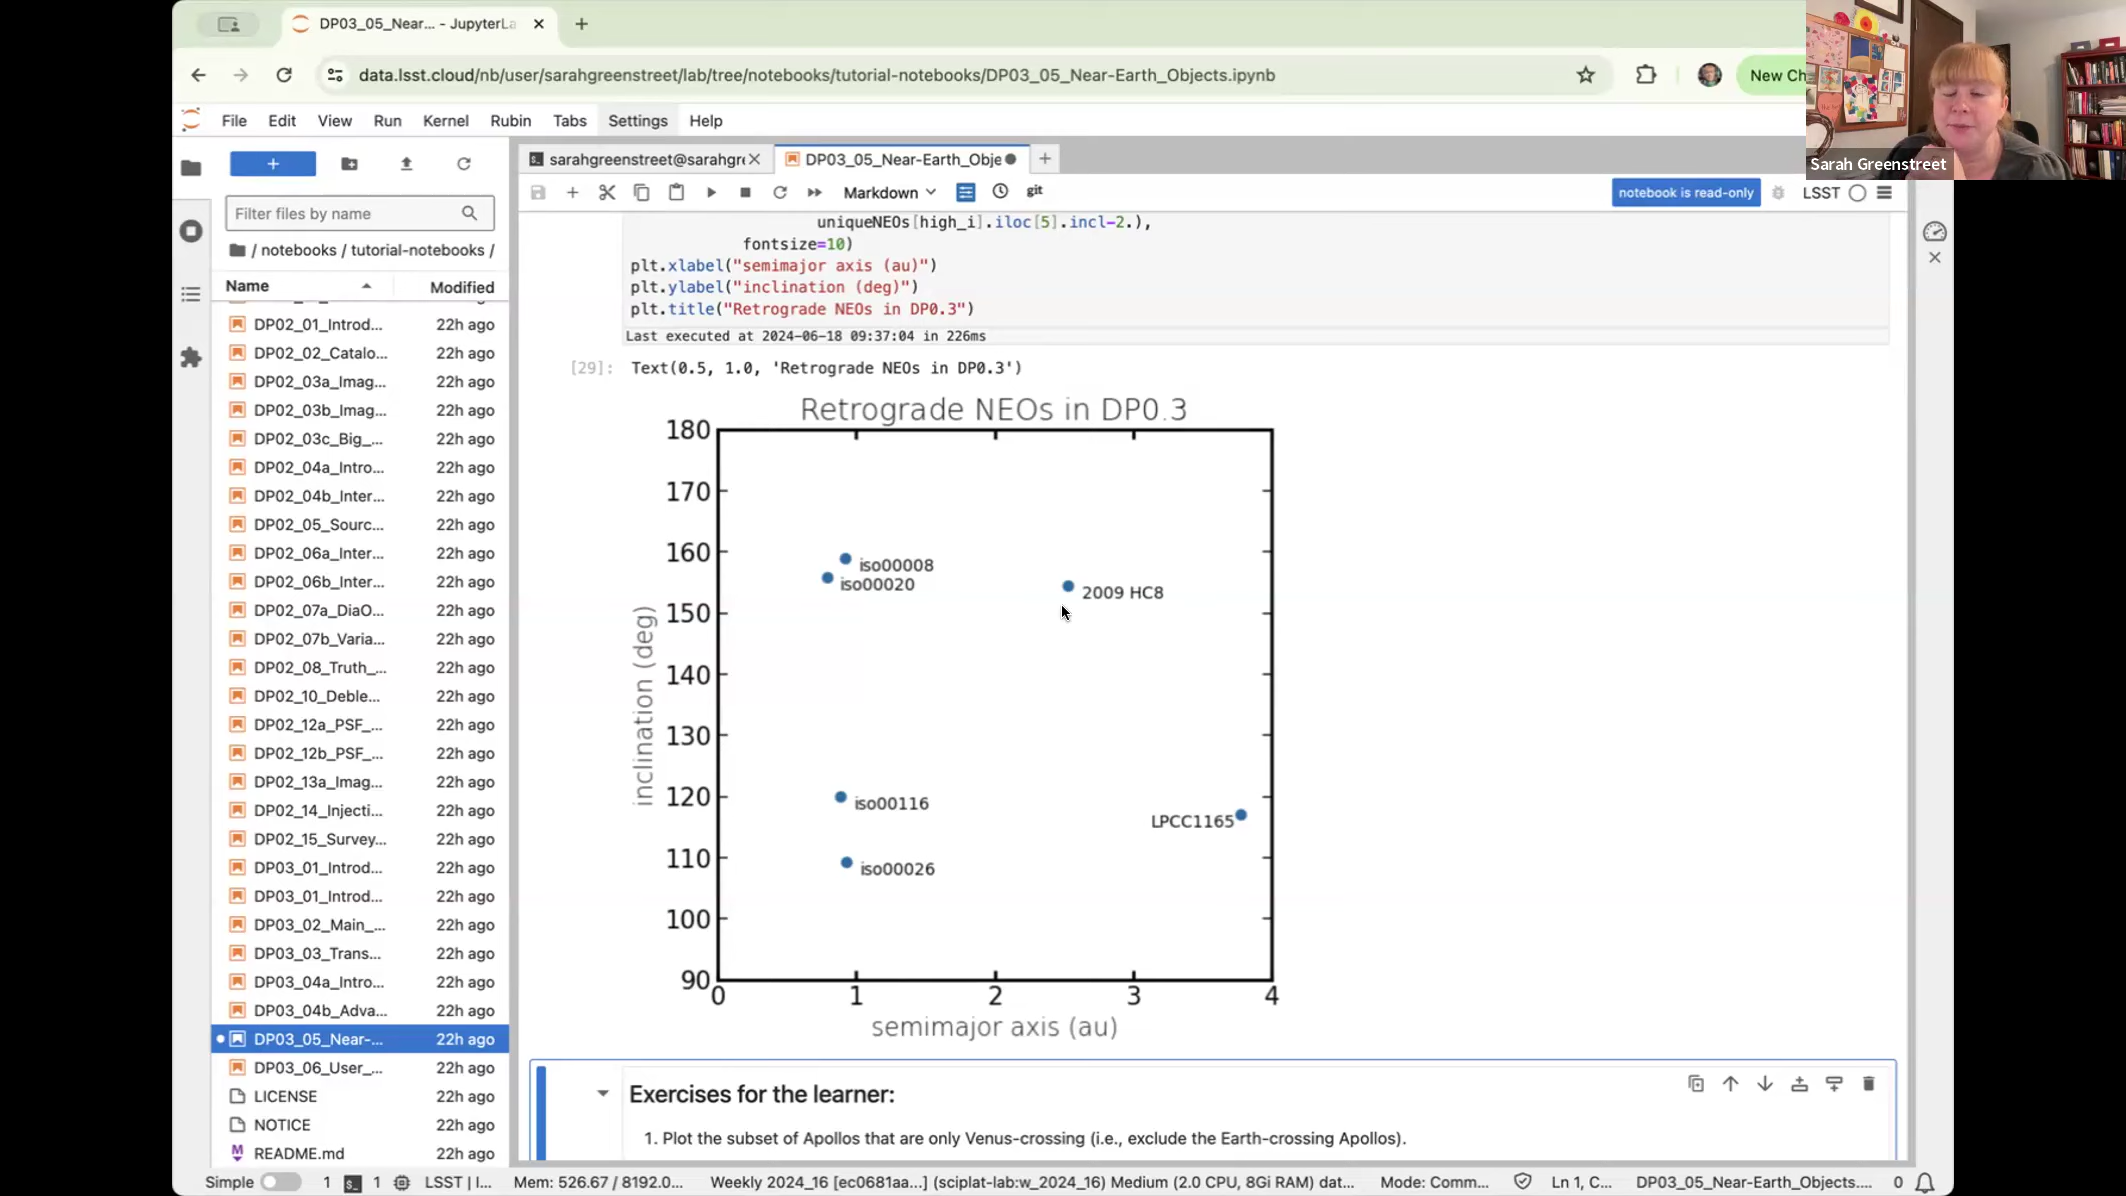 DP03_05_Near... - JupyterLa
data.lsst.cloud/nb/user/sarahgreenstreet/lab/tree/notebooks/tutorial-notebooks/DP03_05_Near-Earth_Objects.ipynb
New Ch
Sarah Greenstreet
File Edit View Run Kernel Rubin Tabs Settings Help
sarahgreenstreet@sarahgre
DP03_05_Near-Earth_Obje
Filter files by name
/ notebooks / tutorial-notebooks /
Name Modified
DP02_01_Introd... 22h ago
DP02_02_Catalo... 22h ago
DP02_03a_Imag... 22h ago
DP02_03b_Imag... 22h ago
DP02_03c_Big_... 22h ago
DP02_04a_Intro... 22h ago
DP02_04b_Inter... 22h ago
DP02_05_Sourc... 22h ago
DP02_06a_Inter... 22h ago
DP02_06b_Inter... 22h ago
DP02_07a_DiaO... 22h ago
DP02_07b_Varia... 22h ago
DP02_08_Truth_... 22h ago
DP02_10_Deble... 22h ago
DP02_12a_PSF_... 22h ago
DP02_12b_PSF_... 22h ago
DP02_13a_Imag... 22h ago
DP02_14_Injecti... 22h ago
DP02_15_Survey... 22h ago
DP03_01_Introd... 22h ago
DP03_01_Introd... 22h ago
DP03_02_Main_... 22h ago
DP03_03_Trans... 22h ago
DP03_04a_Intro... 22h ago
DP03_04b_Adva... 22h ago
DP03_05_Near-... 22h ago
DP03_06_User_... 22h ago
LICENSE 22h ago
NOTICE 22h ago
README.md 22h ago
Markdown
git
notebook is read-only
LSST
uniqueNEOs[high_i].iloc[5].incl-2.),
fontsize=10)
plt.xlabel("semimajor axis (au)")
plt.ylabel("inclination (deg)")
plt.title("Retrograde NEOs in DP0.3")
Last executed at 2024-06-18 09:37:04 in 226ms
[29]: Text(0.5, 1.0, 'Retrograde NEOs in DP0.3')
Retrograde NEOs in DP0.3
180
170
160
150
140
130
120
110
100
90
inclination (deg)
iso00008
iso00020
2009 HC8
iso00116
LPCC1165
iso00026
0 1 2 3 4
semimajor axis (au)
Exercises for the learner:
1. Plot the subset of Apollos that are only Venus-crossing (i.e., exclude the Earth-crossing Apollos).
Simple 1 1 LSST | I... Mem: 526.67 / 8192.0... Weekly 2024_16 [ec0681aa...] (sciplat-lab:w_2024_16) Medium (2.0 CPU, 8Gi RAM) dat... Mode: Comm... Ln 1, C... DP03_05_Near-Earth_Objects.... 0